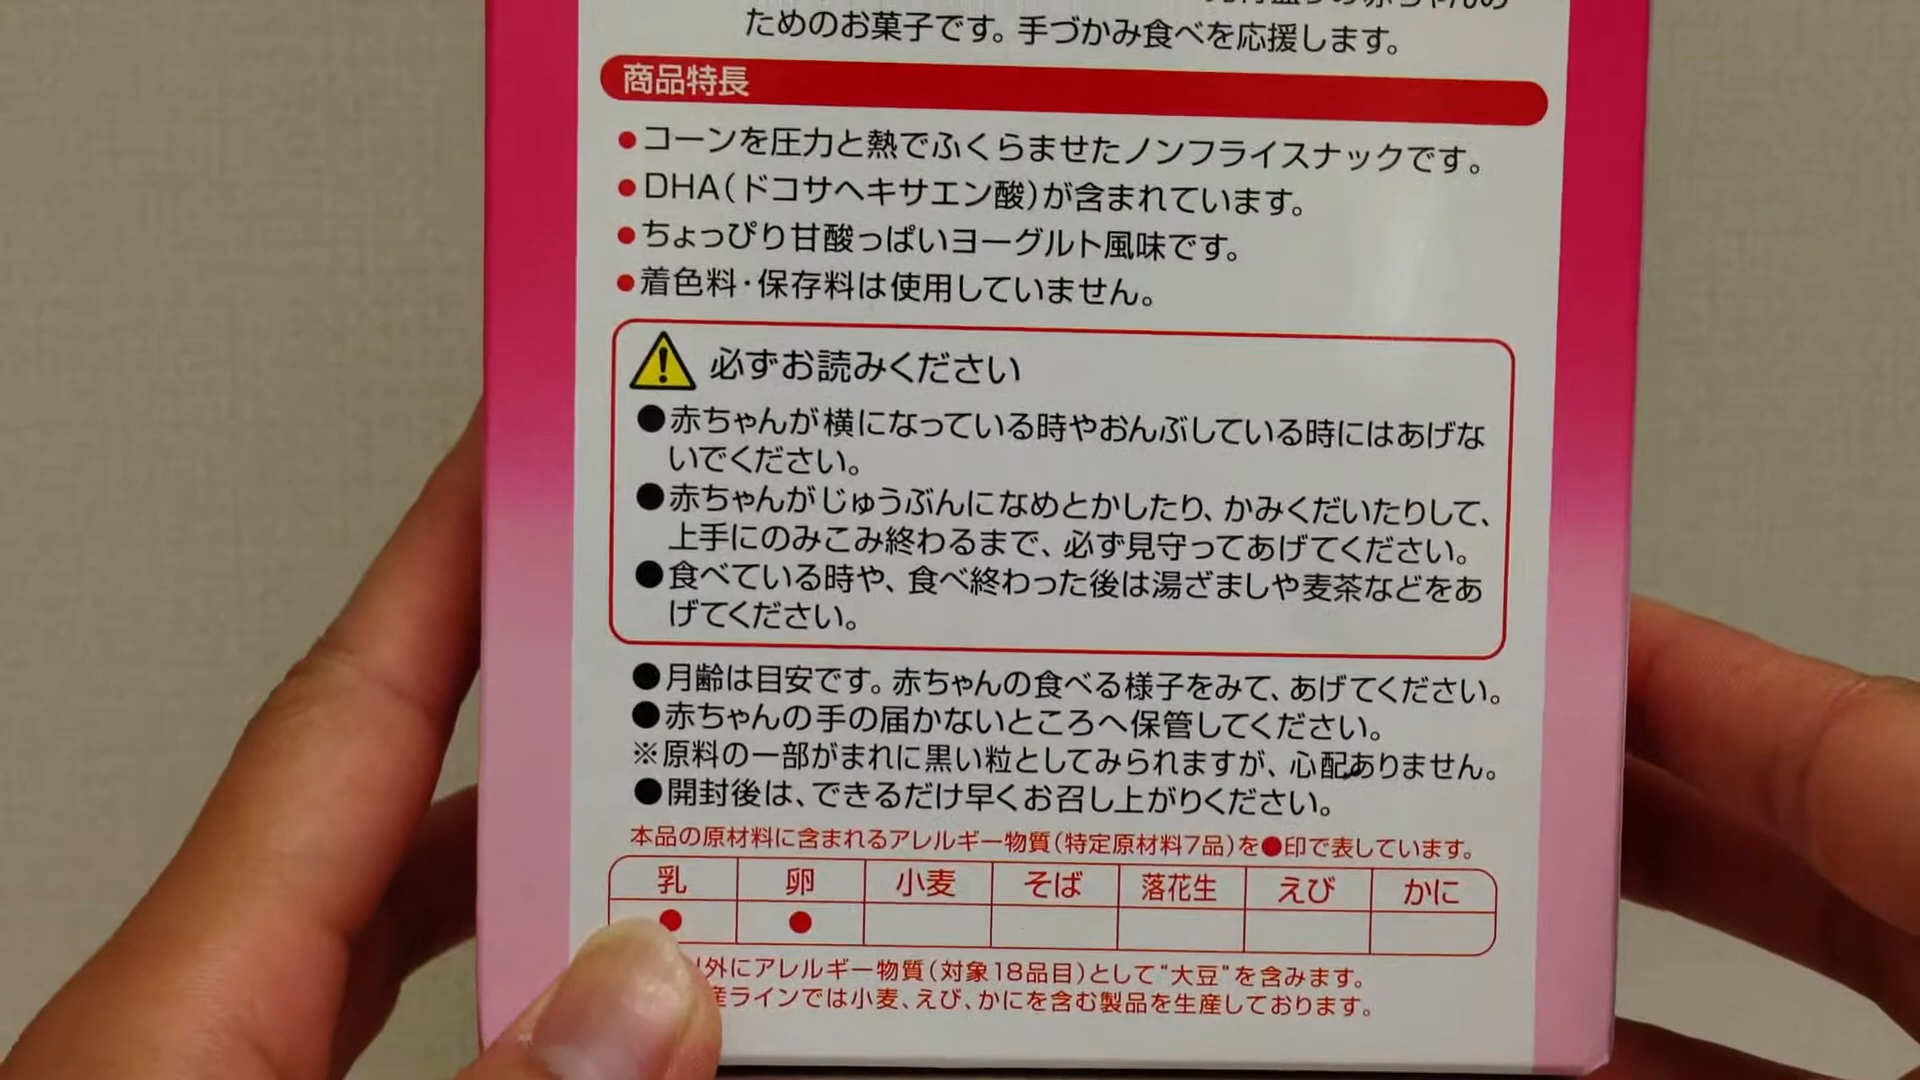 赤ちゃんの
ためのお菓子です。手づかみ食べを応援します。
商品特長
●コーンを圧力と熱でふくらませたノンフライスナックです。
●DHA(ドコサヘキサエン酸)が含まれています。
●ちょっぴり甘酸っぱいヨーグルト風味です。
●着色料・保存料は使用していません。
必ずお読みください
●赤ちゃんが横になっている時やおんぶしている時にはあげな
いでください。
●赤ちゃんがじゅうぶんになめとかしたり、かみくだいたりして、
上手にのみこみ終わるまで、必ず見守ってあげてください。
●食べている時や、食べ終わった後は湯ざましや麦茶などをあ
げてください。
●月齢は目安です。赤ちゃんの食べる様子をみて、あげてください。
●赤ちゃんの手の届かないところへ保管してください。
※原料の一部がまれに黒い粒としてみられますが、心配ありません。
●開封後は、できるだけ早くお召し上がりください。
本品の原材料に含まれるアレルギー物質(特定原材料7品)を●印で表しています。
乳 卵 小麦 そば 落花生 えび かに
● ●
外にアレルギー物質(対象18品目)として"大豆"を含みます。
産ラインでは小麦、えび、かにを含む製品を生産しております。